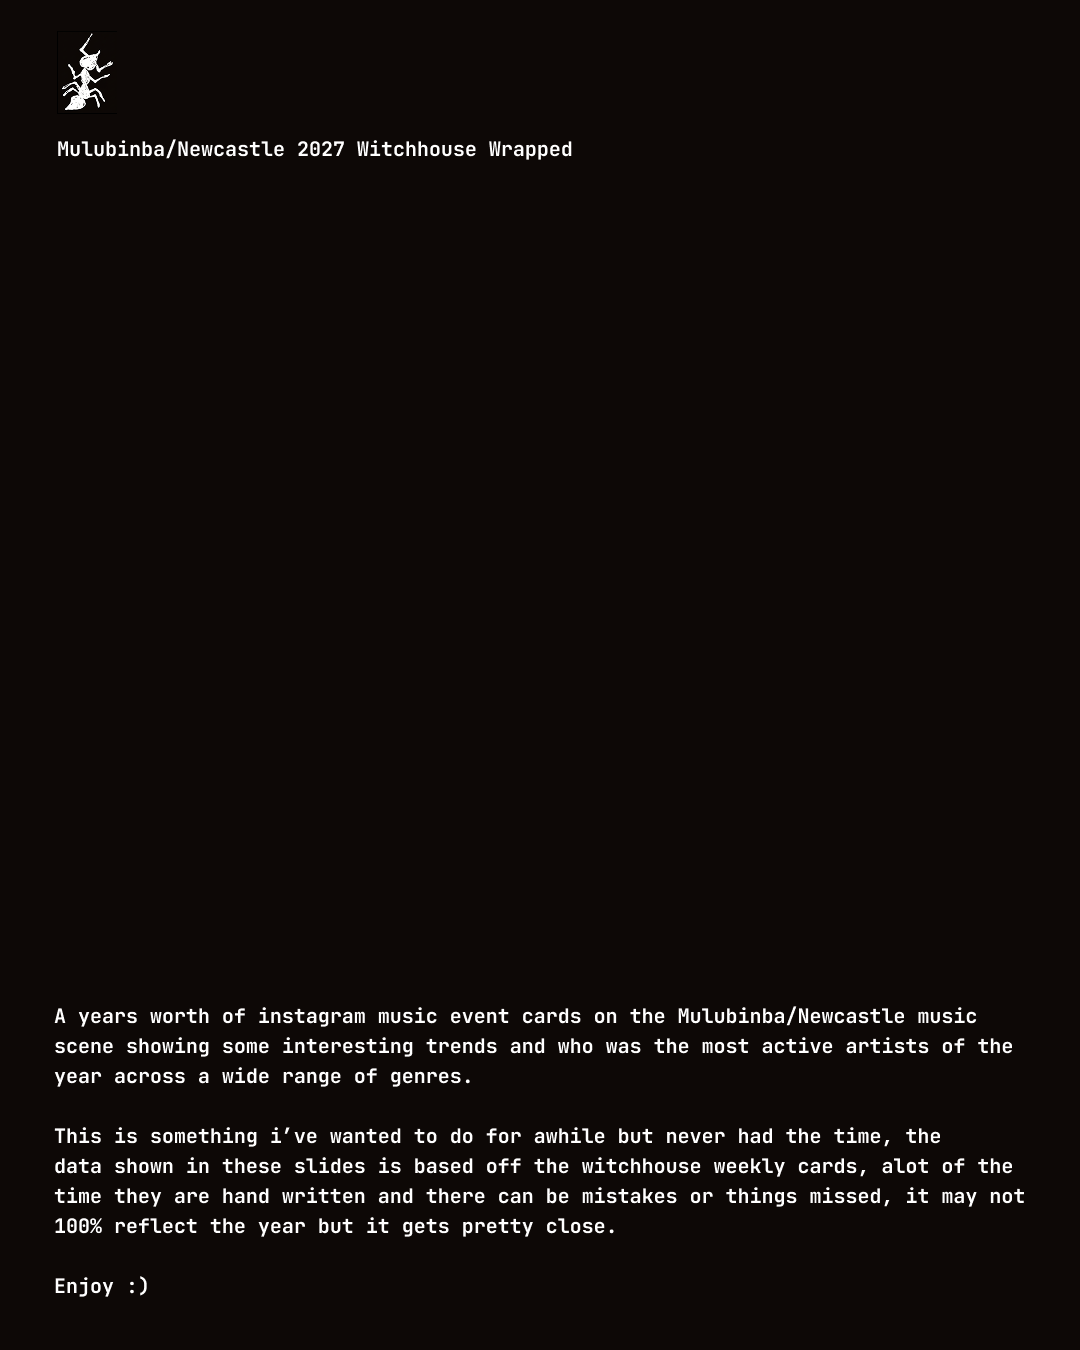 Mulubinba/Newcastle 2027 Witchhouse Wrapped
A years worth of instagram music event cards on the Mulubinba/Newcastle music
scene showing some interesting trends and who was the most active artists of the
year across a wide range of genres.
This is something i’ve wanted to do for awhile but never had the time, the
data shown in these slides is based off the witchhouse weekly cards, alot of the
time they are hand written and there can be mistakes or things missed, it may not
100% reflect the year but it gets pretty close.
Enjoy :)